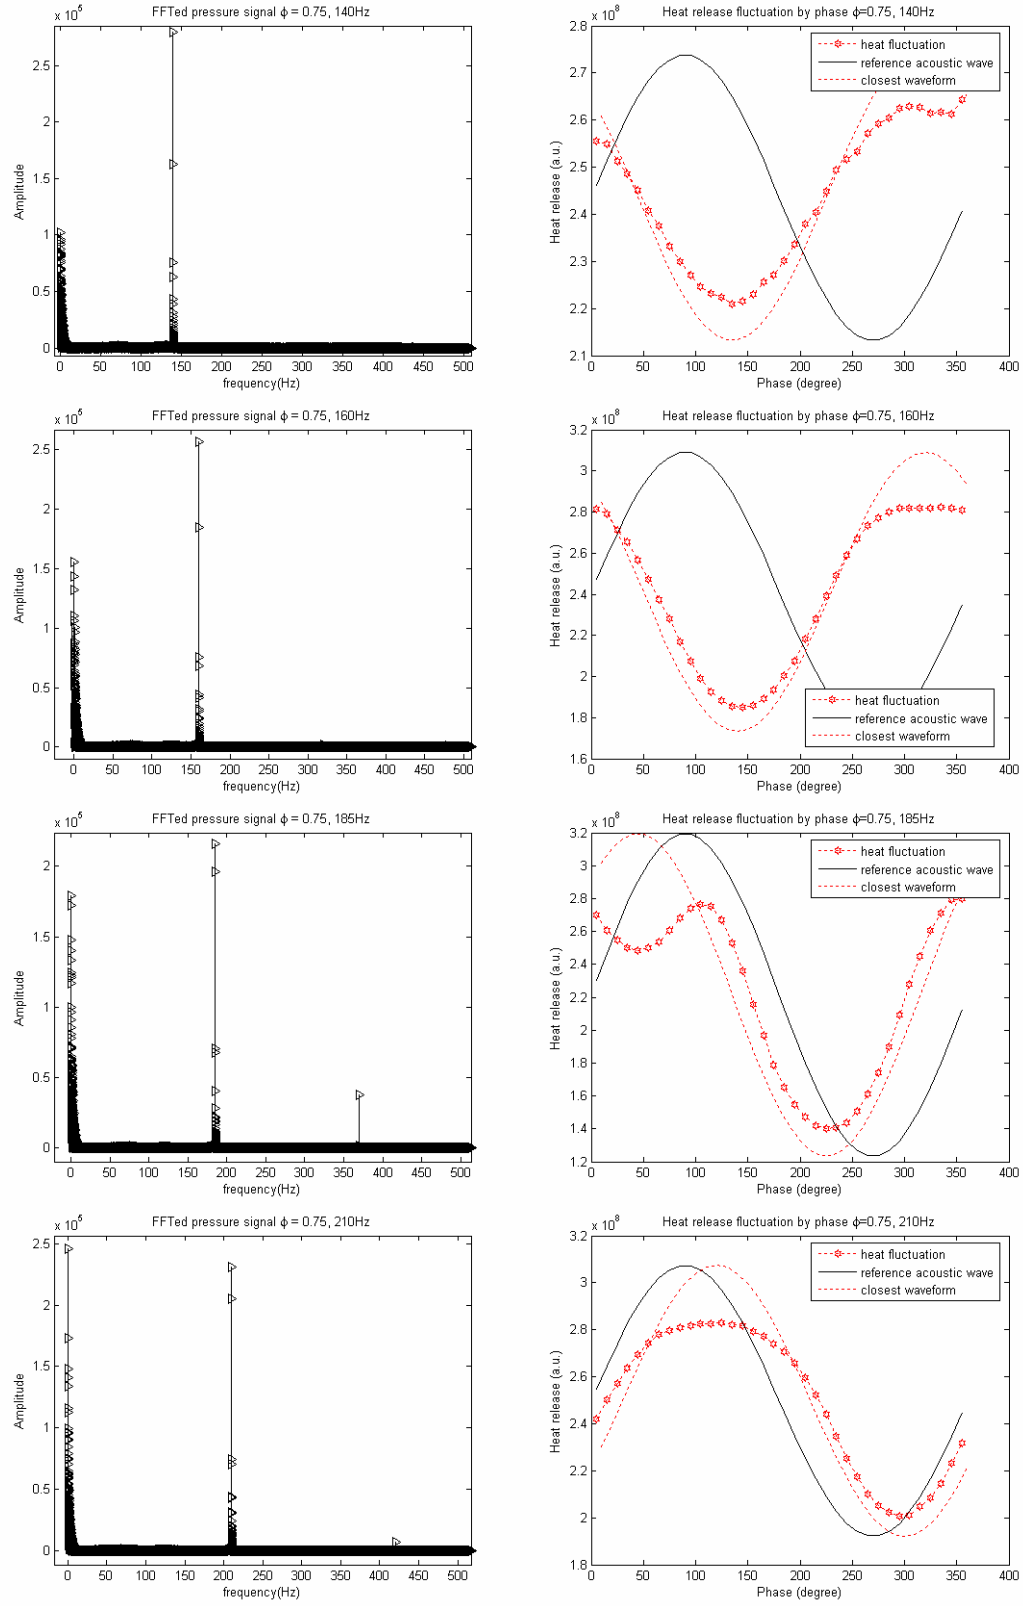 FFTed pressure signal ϕ = 0.75, 140Hz
x 10^5
2.5
2
1.5
1
0.5
0
Amplitude
0 50 100 150 200 250 300 350 400 450 500
frequency(Hz)
Heat release fluctuation by phase ϕ=0.75, 140Hz
x 10^8
2.8
2.7
2.6
2.5
2.4
2.3
2.2
2.1
Heat release (a.u.)
heat fluctuation
reference acoustic wave
closest waveform
0 50 100 150 200 250 300 350 400
Phase (degree)
FFTed pressure signal ϕ = 0.75, 160Hz
x 10^5
2.5
2
1.5
1
0.5
0
Amplitude
0 50 100 150 200 250 300 350 400 450 500
frequency(Hz)
Heat release fluctuation by phase ϕ=0.75, 160Hz
x 10^8
3.2
3
2.8
2.6
2.4
2.2
2
1.8
1.6
Heat release (a.u.)
heat fluctuation
reference acoustic wave
closest waveform
0 50 100 150 200 250 300 350 400
Phase (degree)
FFTed pressure signal ϕ = 0.75, 185Hz
x 10^5
2
1.5
1
0.5
0
Amplitude
0 50 100 150 200 250 300 350 400 450 500
frequency(Hz)
Heat release fluctuation by phase ϕ=0.75, 185Hz
x 10^8
3.2
3
2.8
2.6
2.4
2.2
2
1.8
1.6
1.4
1.2
Heat release (a.u.)
heat fluctuation
reference acoustic wave
closest waveform
0 50 100 150 200 250 300 350 400
Phase (degree)
FFTed pressure signal ϕ = 0.75, 210Hz
x 10^5
2.5
2
1.5
1
0.5
0
Amplitude
0 50 100 150 200 250 300 350 400 450 500
frequency(Hz)
Heat release fluctuation by phase ϕ=0.75, 210Hz
x 10^8
3.2
3
2.8
2.6
2.4
2.2
2
1.8
Heat release (a.u.)
heat fluctuation
reference acoustic wave
closest waveform
0 50 100 150 200 250 300 350 400
Phase (degree)